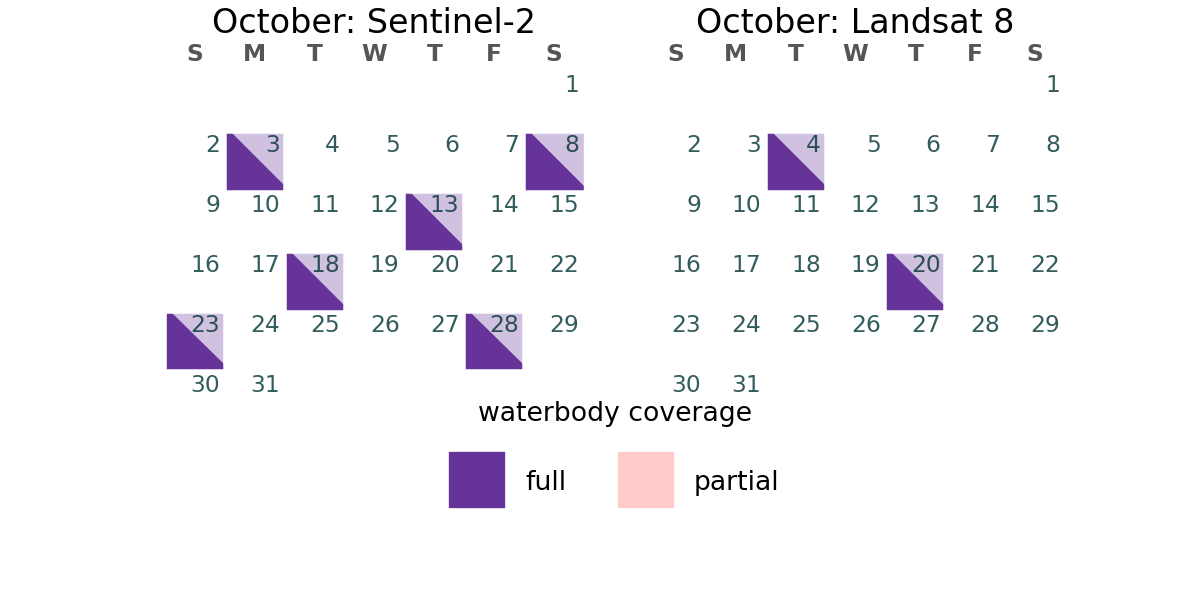 October: Sentinel-2
S M T W T F S
1
2 3 4 5 6 7 8
9 10 11 12 13 14 15
16 17 18 19 20 21 22
23 24 25 26 27 28 29
30 31
October: Landsat 8
S M T W T F S
1
2 3 4 5 6 7 8
9 10 11 12 13 14 15
16 17 18 19 20 21 22
23 24 25 26 27 28 29
30 31
waterbody coverage
full partial